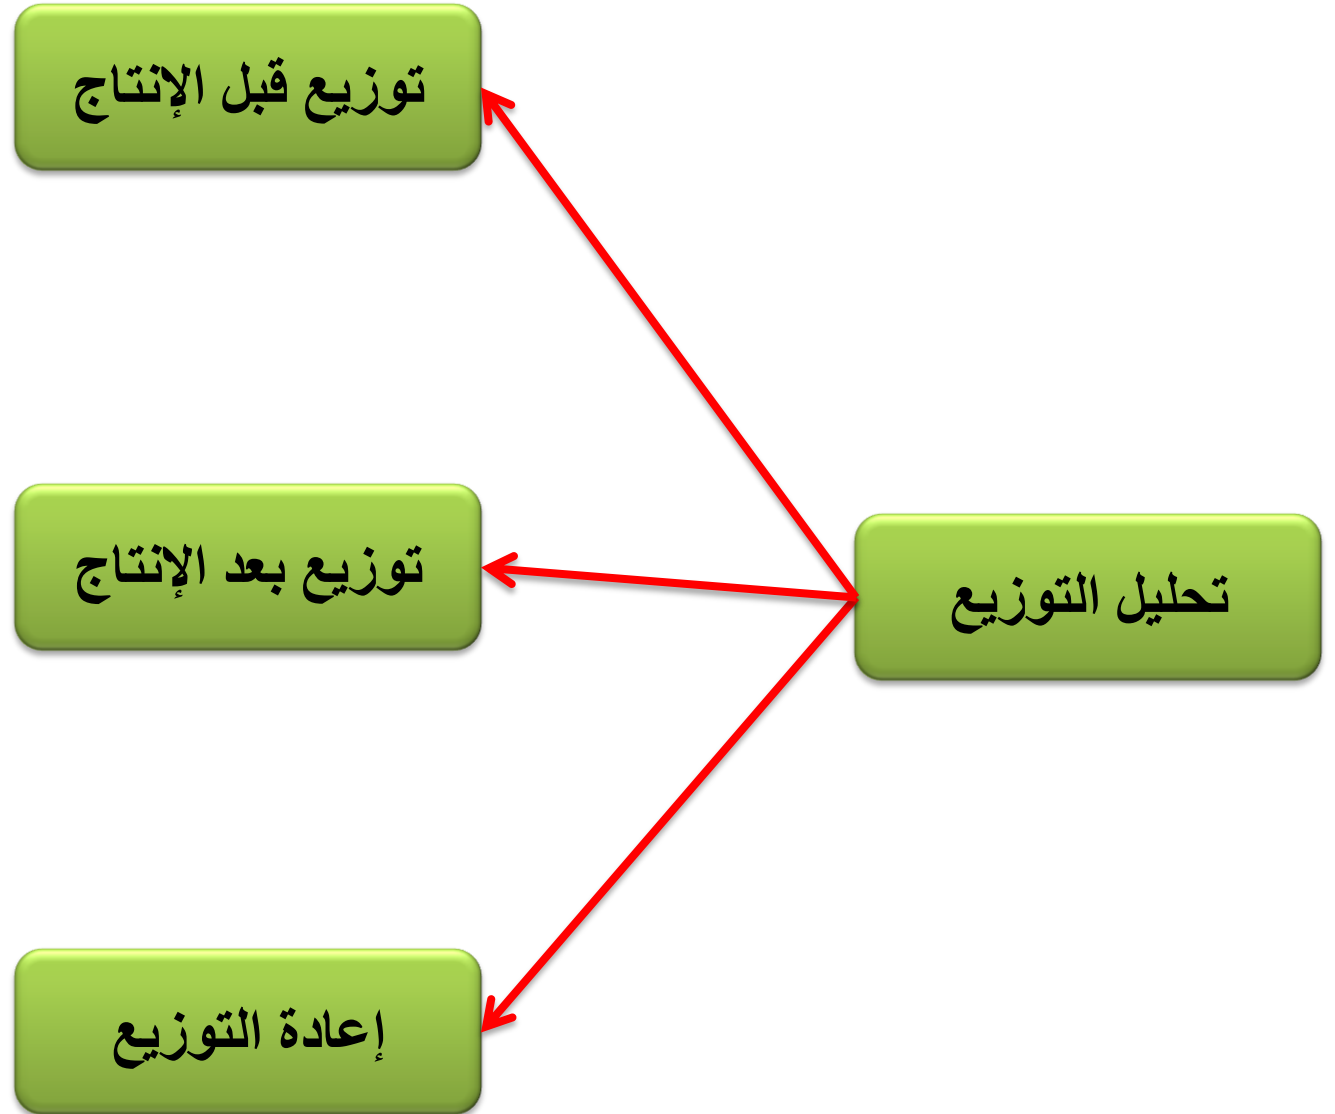 تحليل التوزيع
توزيع قبل الإنتاج
توزيع بعد الإنتاج
إعادة التوزيع